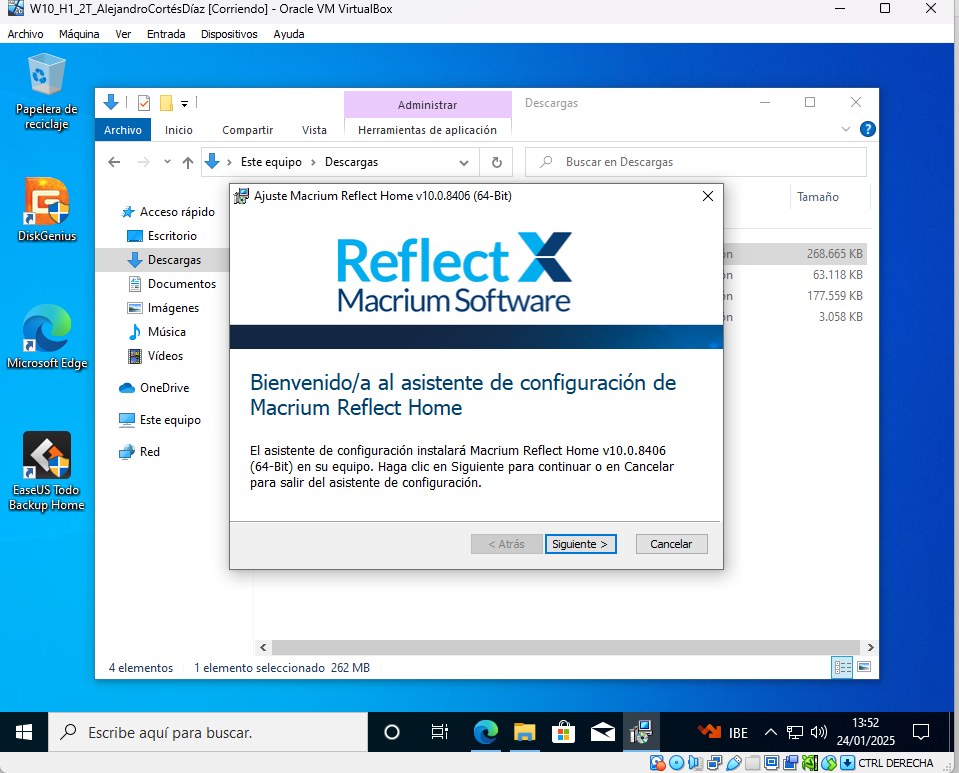 W10_H1_2T_AlejandroCortésDíaz [Corriendo] - Oracle VM VirtualBox
Archivo Máquina Ver Entrada Dispositivos Ayuda
Papelera de
reciclaje
DiskGenius
Microsoft Edge
EaseUS Todo
Backup Home
Administrar
Descargas
Archivo
Inicio
Compartir
Vista
Herramientas de aplicación
Este equipo > Descargas
Buscar en Descargas
Tamaño
Acceso rápido
Escritorio
Descargas
Documentos
Imágenes
Música
Vídeos
OneDrive
Este equipo
Red
ón 268.665 KB
ón 63.118 KB
ón 177.559 KB
ón 3.058 KB
Ajuste Macrium Reflect Home v10.0.8406 (64-Bit)
Reflect X
Macrium Software
Bienvenido/a al asistente de configuración de
Macrium Reflect Home
El asistente de configuración instalará Macrium Reflect Home v10.0.8406
(64-Bit) en su equipo. Haga clic en Siguiente para continuar o en Cancelar
para salir del asistente de configuración.
< Atrás
Siguiente >
Cancelar
4 elementos
1 elemento seleccionado 262 MB
Escribe aquí para buscar.
IBE
13:52
24/01/2025
CTRL DERECHA